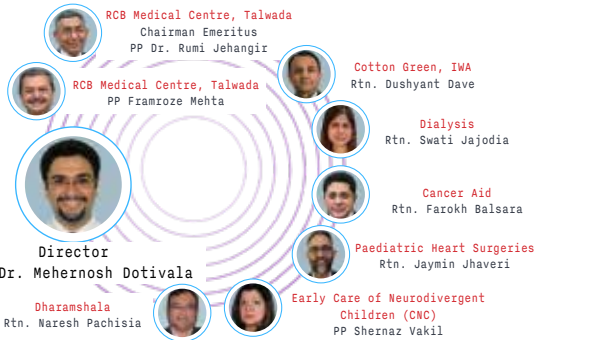 RCB Medical Centre, Talwada
Chairman Emeritus
PP Dr. Rumi Jehangir
RCB Medical Centre, Talwada
PP Framroze Mehta
Director
Dr. Mehernosh Dotivala
Dharamshala
Rtn. Naresh Pachisia
Cotton Green, IWA
Rtn. Dushyant Dave
Dialysis
Rtn. Swati Jajodia
Cancer Aid
Rtn. Farokh Balsara
Paediatric Heart Surgeries
Rtn. Jaymin Jhaveri
Early Care of Neurodivergent
Children (CNC)
PP Shernaz Vakil